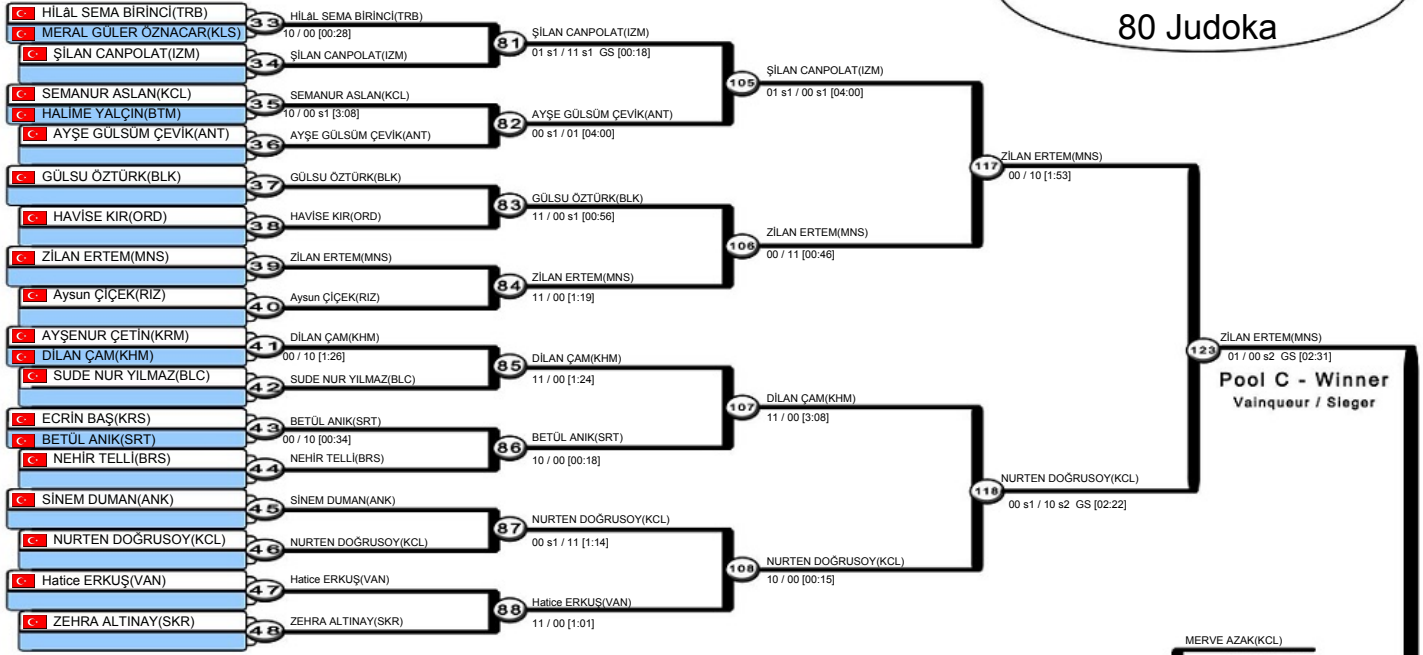 80 Judoka
HİLâL SEMA BİRİNCİ(TRB)
MERAL GÜLER ÖZNACAR(KLS)
33
HİLâL SEMA BİRİNCİ(TRB)
10 / 00 [00:28]
ŞİLAN CANPOLAT(IZM)
34
ŞİLAN CANPOLAT(IZM)
81
ŞİLAN CANPOLAT(IZM)
01 s1 / 11 s1 GS [00:18]
SEMANUR ASLAN(KCL)
HALİME YALÇIN(BTM)
35
SEMANUR ASLAN(KCL)
10 / 00 s1 [3:08]
AYŞE GÜLSÜM ÇEVİK(ANT)
36
AYŞE GÜLSÜM ÇEVİK(ANT)
82
AYŞE GÜLSÜM ÇEVİK(ANT)
00 s1 / 01 [04:00]
105
ŞİLAN CANPOLAT(IZM)
01 s1 / 00 s1 [04:00]
GÜLSU ÖZTÜRK(BLK)
37
GÜLSU ÖZTÜRK(BLK)
HAVİSE KIR(ORD)
38
HAVİSE KIR(ORD)
83
GÜLSU ÖZTÜRK(BLK)
11 / 00 s1 [00:56]
ZİLAN ERTEM(MNS)
39
ZİLAN ERTEM(MNS)
Aysun ÇİÇEK(RIZ)
40
Aysun ÇİÇEK(RIZ)
84
ZİLAN ERTEM(MNS)
11 / 00 [1:19]
106
ZİLAN ERTEM(MNS)
00 / 11 [00:46]
117
ZİLAN ERTEM(MNS)
00 / 10 [1:53]
AYŞENUR ÇETİN(KRM)
DİLAN ÇAM(KHM)
41
DİLAN ÇAM(KHM)
00 / 10 [1:26]
SUDE NUR YILMAZ(BLC)
42
SUDE NUR YILMAZ(BLC)
85
DİLAN ÇAM(KHM)
11 / 00 [1:24]
ECRİN BAŞ(KRS)
BETÜL ANIK(SRT)
43
BETÜL ANIK(SRT)
00 / 10 [00:34]
NEHİR TELLİ(BRS)
44
NEHİR TELLİ(BRS)
86
BETÜL ANIK(SRT)
10 / 00 [00:18]
107
DİLAN ÇAM(KHM)
11 / 00 [3:08]
SİNEM DUMAN(ANK)
45
SİNEM DUMAN(ANK)
NURTEN DOĞRUSOY(KCL)
46
NURTEN DOĞRUSOY(KCL)
87
NURTEN DOĞRUSOY(KCL)
00 s1 / 11 [1:14]
Hatice ERKUŞ(VAN)
47
Hatice ERKUŞ(VAN)
ZEHRA ALTINAY(SKR)
48
ZEHRA ALTINAY(SKR)
88
Hatice ERKUŞ(VAN)
11 / 00 [1:01]
108
NURTEN DOĞRUSOY(KCL)
10 / 00 [00:15]
118
NURTEN DOĞRUSOY(KCL)
00 s1 / 10 s2 GS [02:22]
123
ZİLAN ERTEM(MNS)
01 / 00 s2 GS [02:31]
Pool C - Winner
Vainqueur / Sieger
MERVE AZAK(KCL)